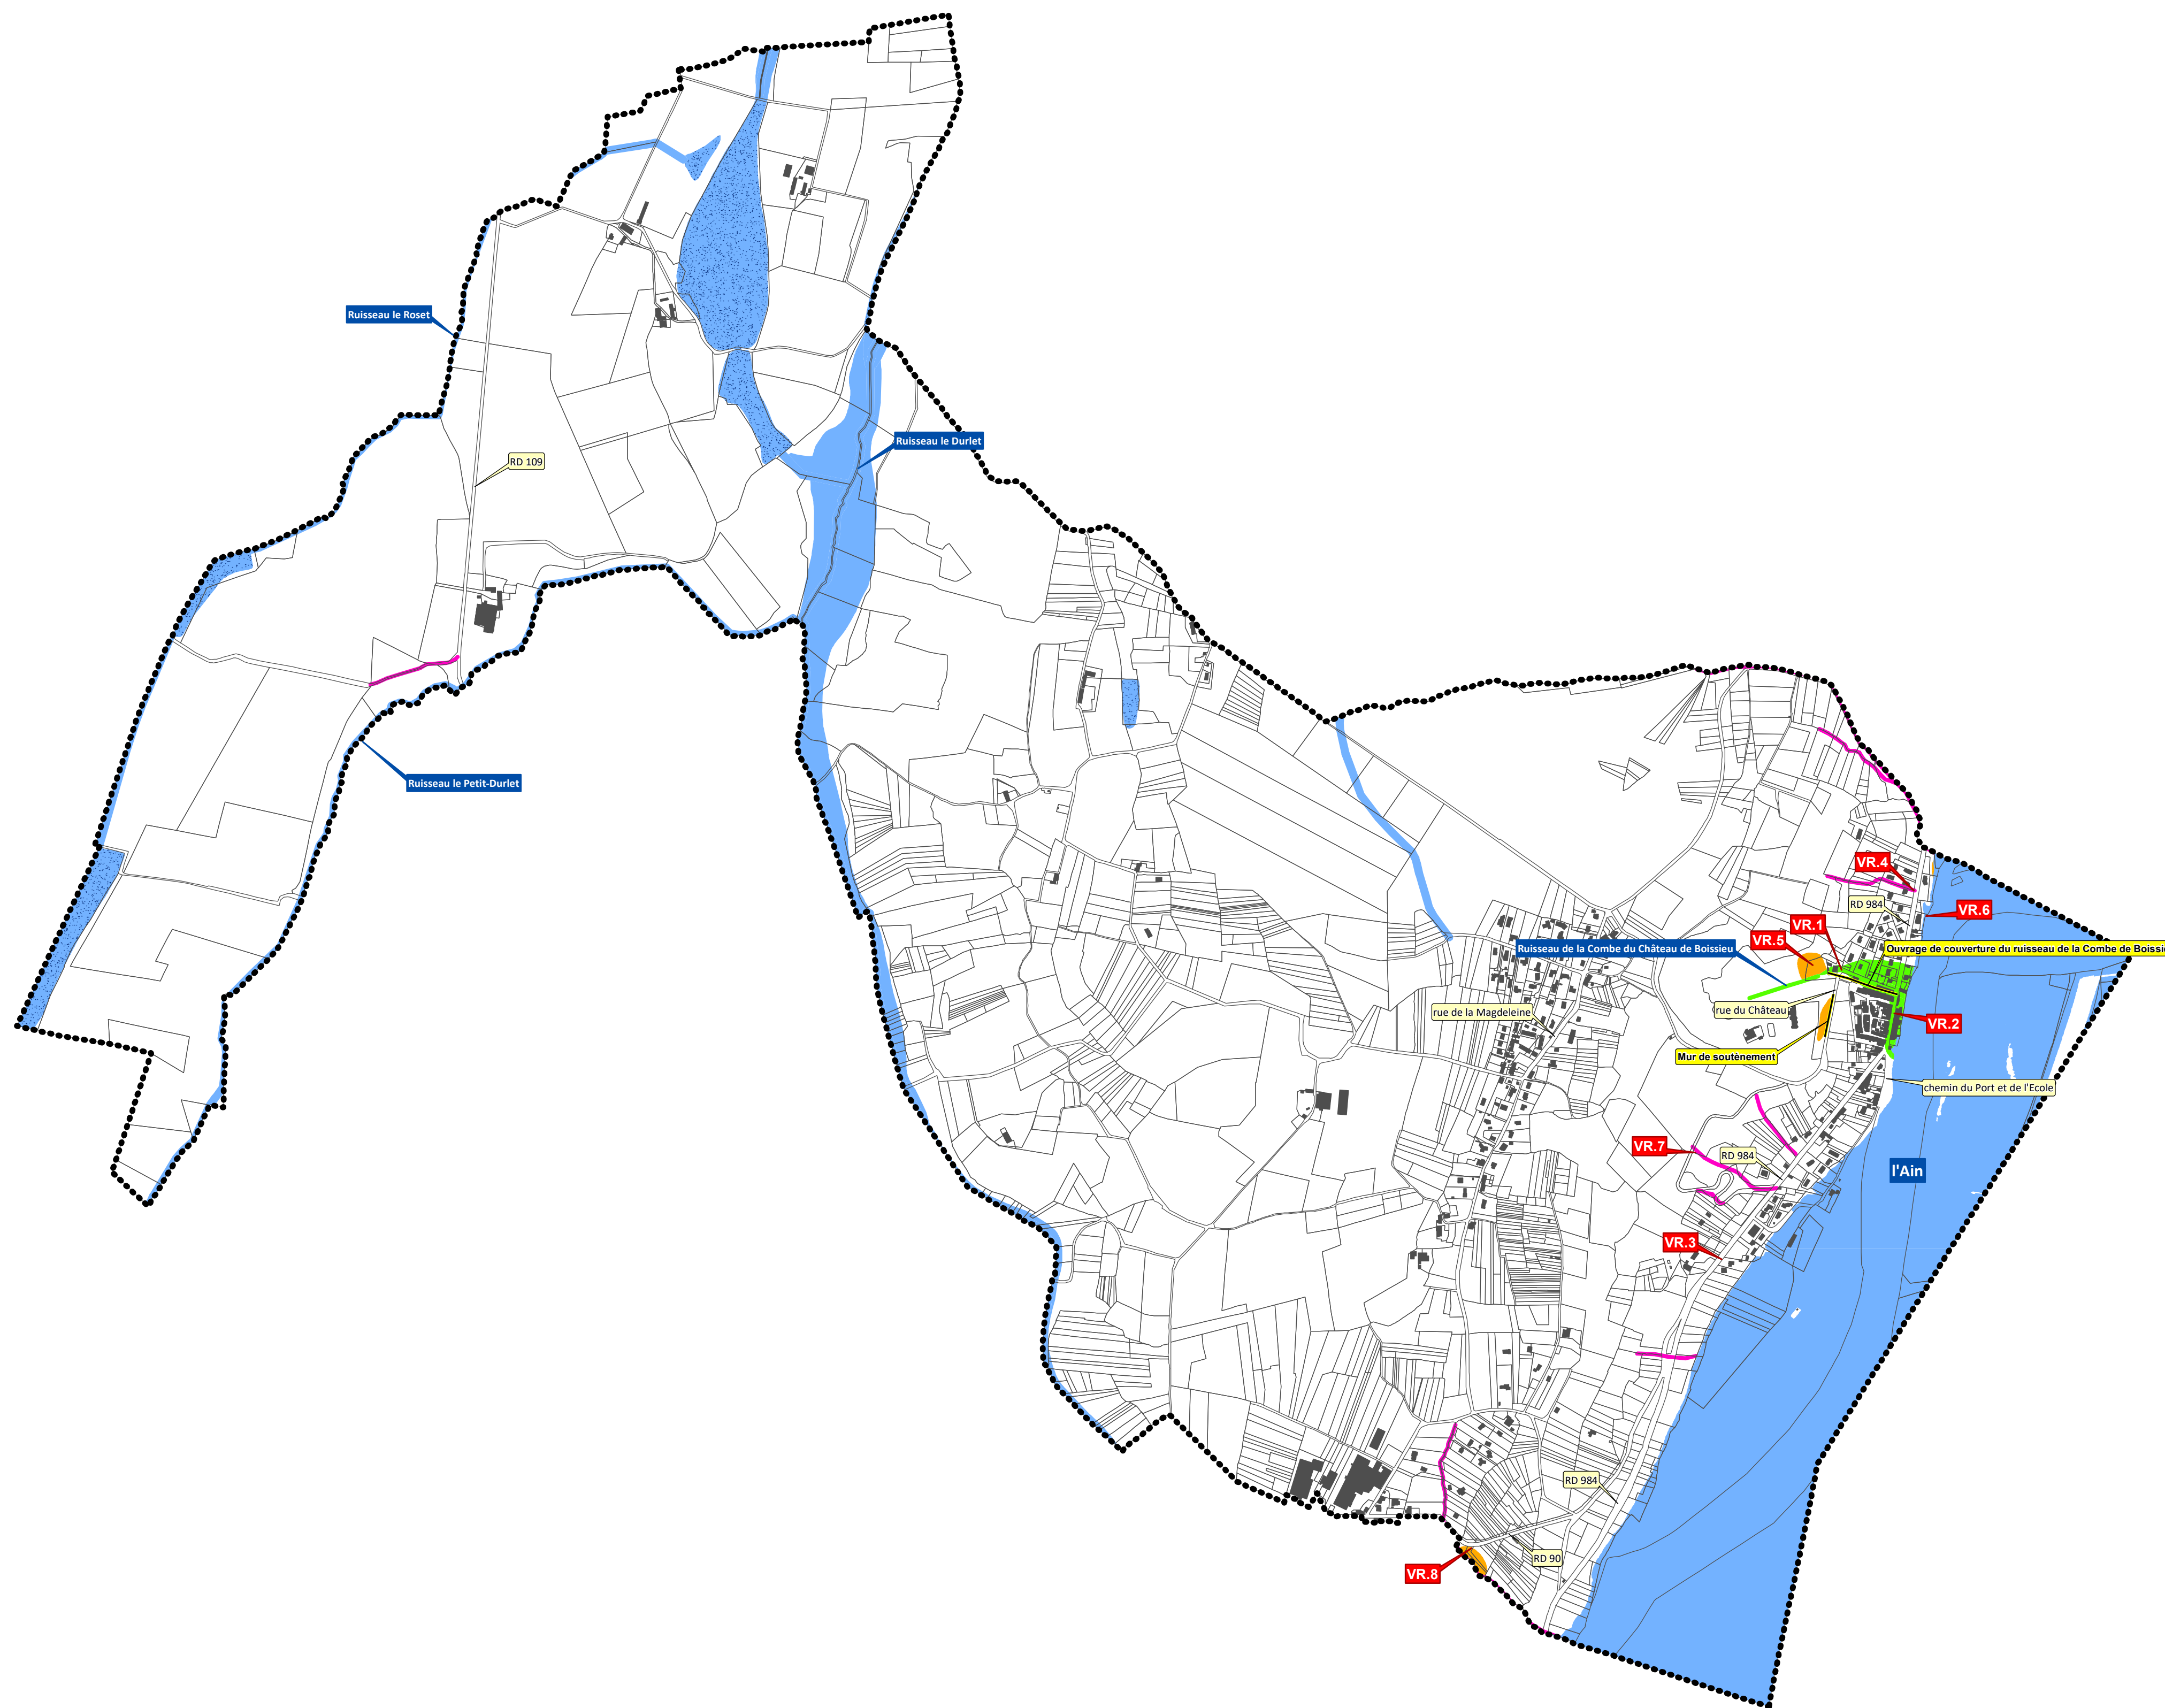 Ruisseau le Roset
Ruisseau le Durlet
RD 109
Ruisseau le Petit-Durlet
VR.4
RD 984
VR.6
VR.1
VR.5
Ruisseau de la Combe du Château de Boissieu
Ouvrage de couverture du ruisseau de la Combe de Boissie
rue de la Magdeleine
rue du Château
VR.2
Mur de soutènement
chemin du Port et de l'Ecole
VR.7
RD 984
l'Ain
VR.3
RD 984
RD 90
VR.8